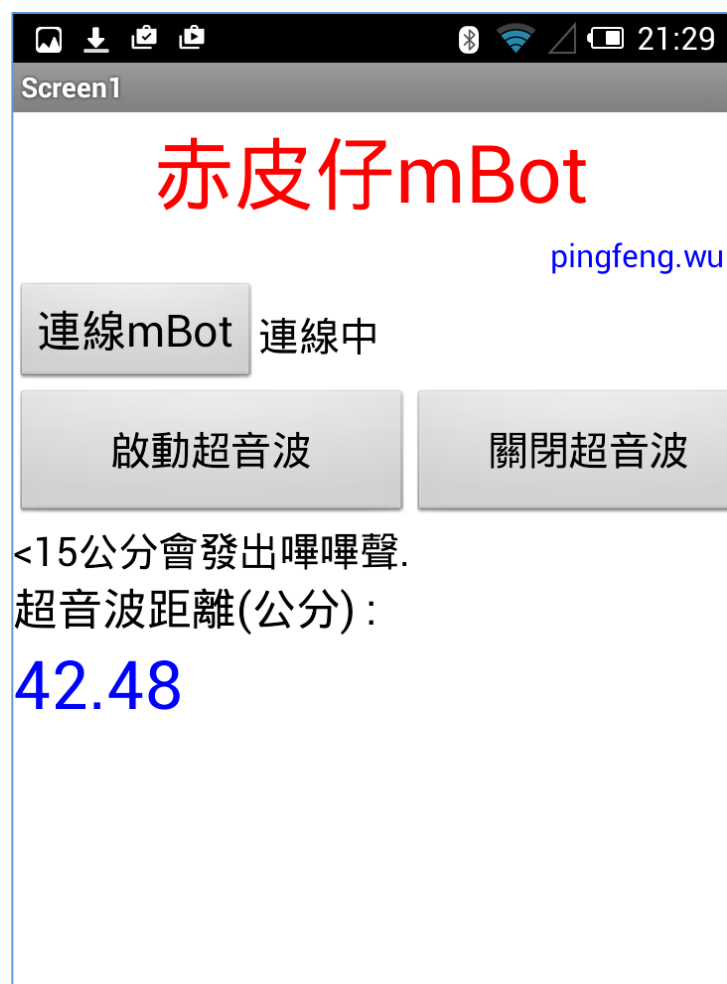 21:29
Screen1
赤皮仔mBot
pingfeng.wu
連線mBot 連線中
啟動超音波 關閉超音波
<15公分會發出嗶嗶聲.
超音波距離(公分) :
42.48